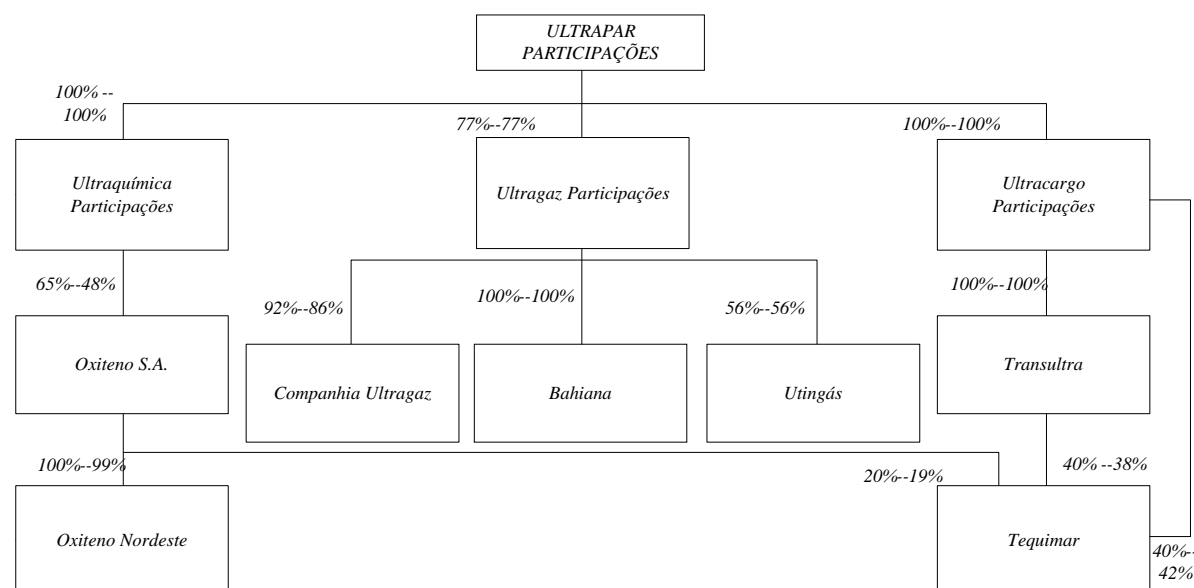 ULTRAPAR
PARTICIPAÇÕES
100% --
100%
77%--77%
100%--100%
Ultraquímica
Participações
Ultragaz Participações
Ultracargo
Participações
65%--48%
92%--86%
100%--100%
56%--56%
100%--100%
Oxiteno S.A.
Companhia Ultragaz
Bahiana
Utingás
Transultra
100%--99%
20%--19%
40% --38%
Oxiteno Nordeste
Tequimar
40%--
42%